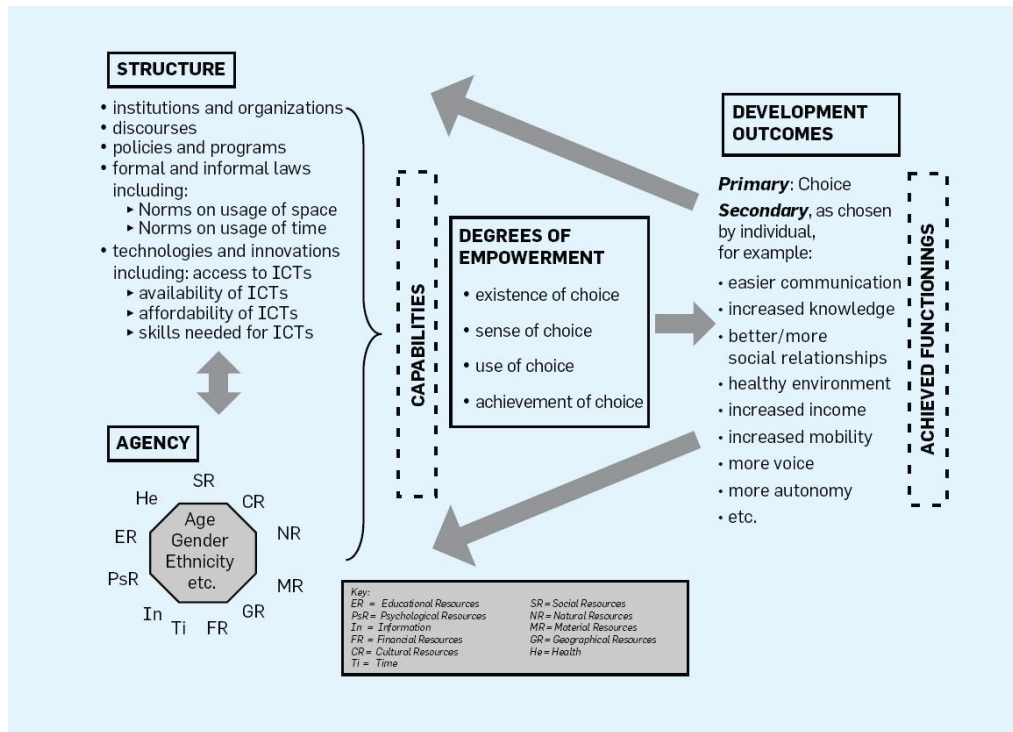 STRUCTURE
• institutions and organizations
• discourses
• policies and programs
• formal and informal laws
including:
▸ Norms on usage of space
▸ Norms on usage of time
• technologies and innovations
including: access to ICTs
▸ availability of ICTs
▸ affordability of ICTs
▸ skills needed for ICTs
AGENCY
SR
He
CR
ER
NR
PsR
MR
In
GR
Ti
FR
Age
Gender
Ethnicity
etc.
CAPABILITIES
DEGREES OF
EMPOWERMENT
• existence of choice
• sense of choice
• use of choice
• achievement of choice
DEVELOPMENT
OUTCOMES
Primary: Choice
Secondary, as chosen
by individual,
for example:
• easier communication
• increased knowledge
• better/more
social relationships
• healthy environment
• increased income
• increased mobility
• more voice
• more autonomy
• etc.
ACHIEVED FUNCTIONINGS
Key:
ER = Educational Resources
PsR = Psychological Resources
In = Information
FR = Financial Resources
CR = Cultural Resources
Ti = Time
SR = Social Resources
NR = Natural Resources
MR = Material Resources
GR = Geographical Resources
He = Health